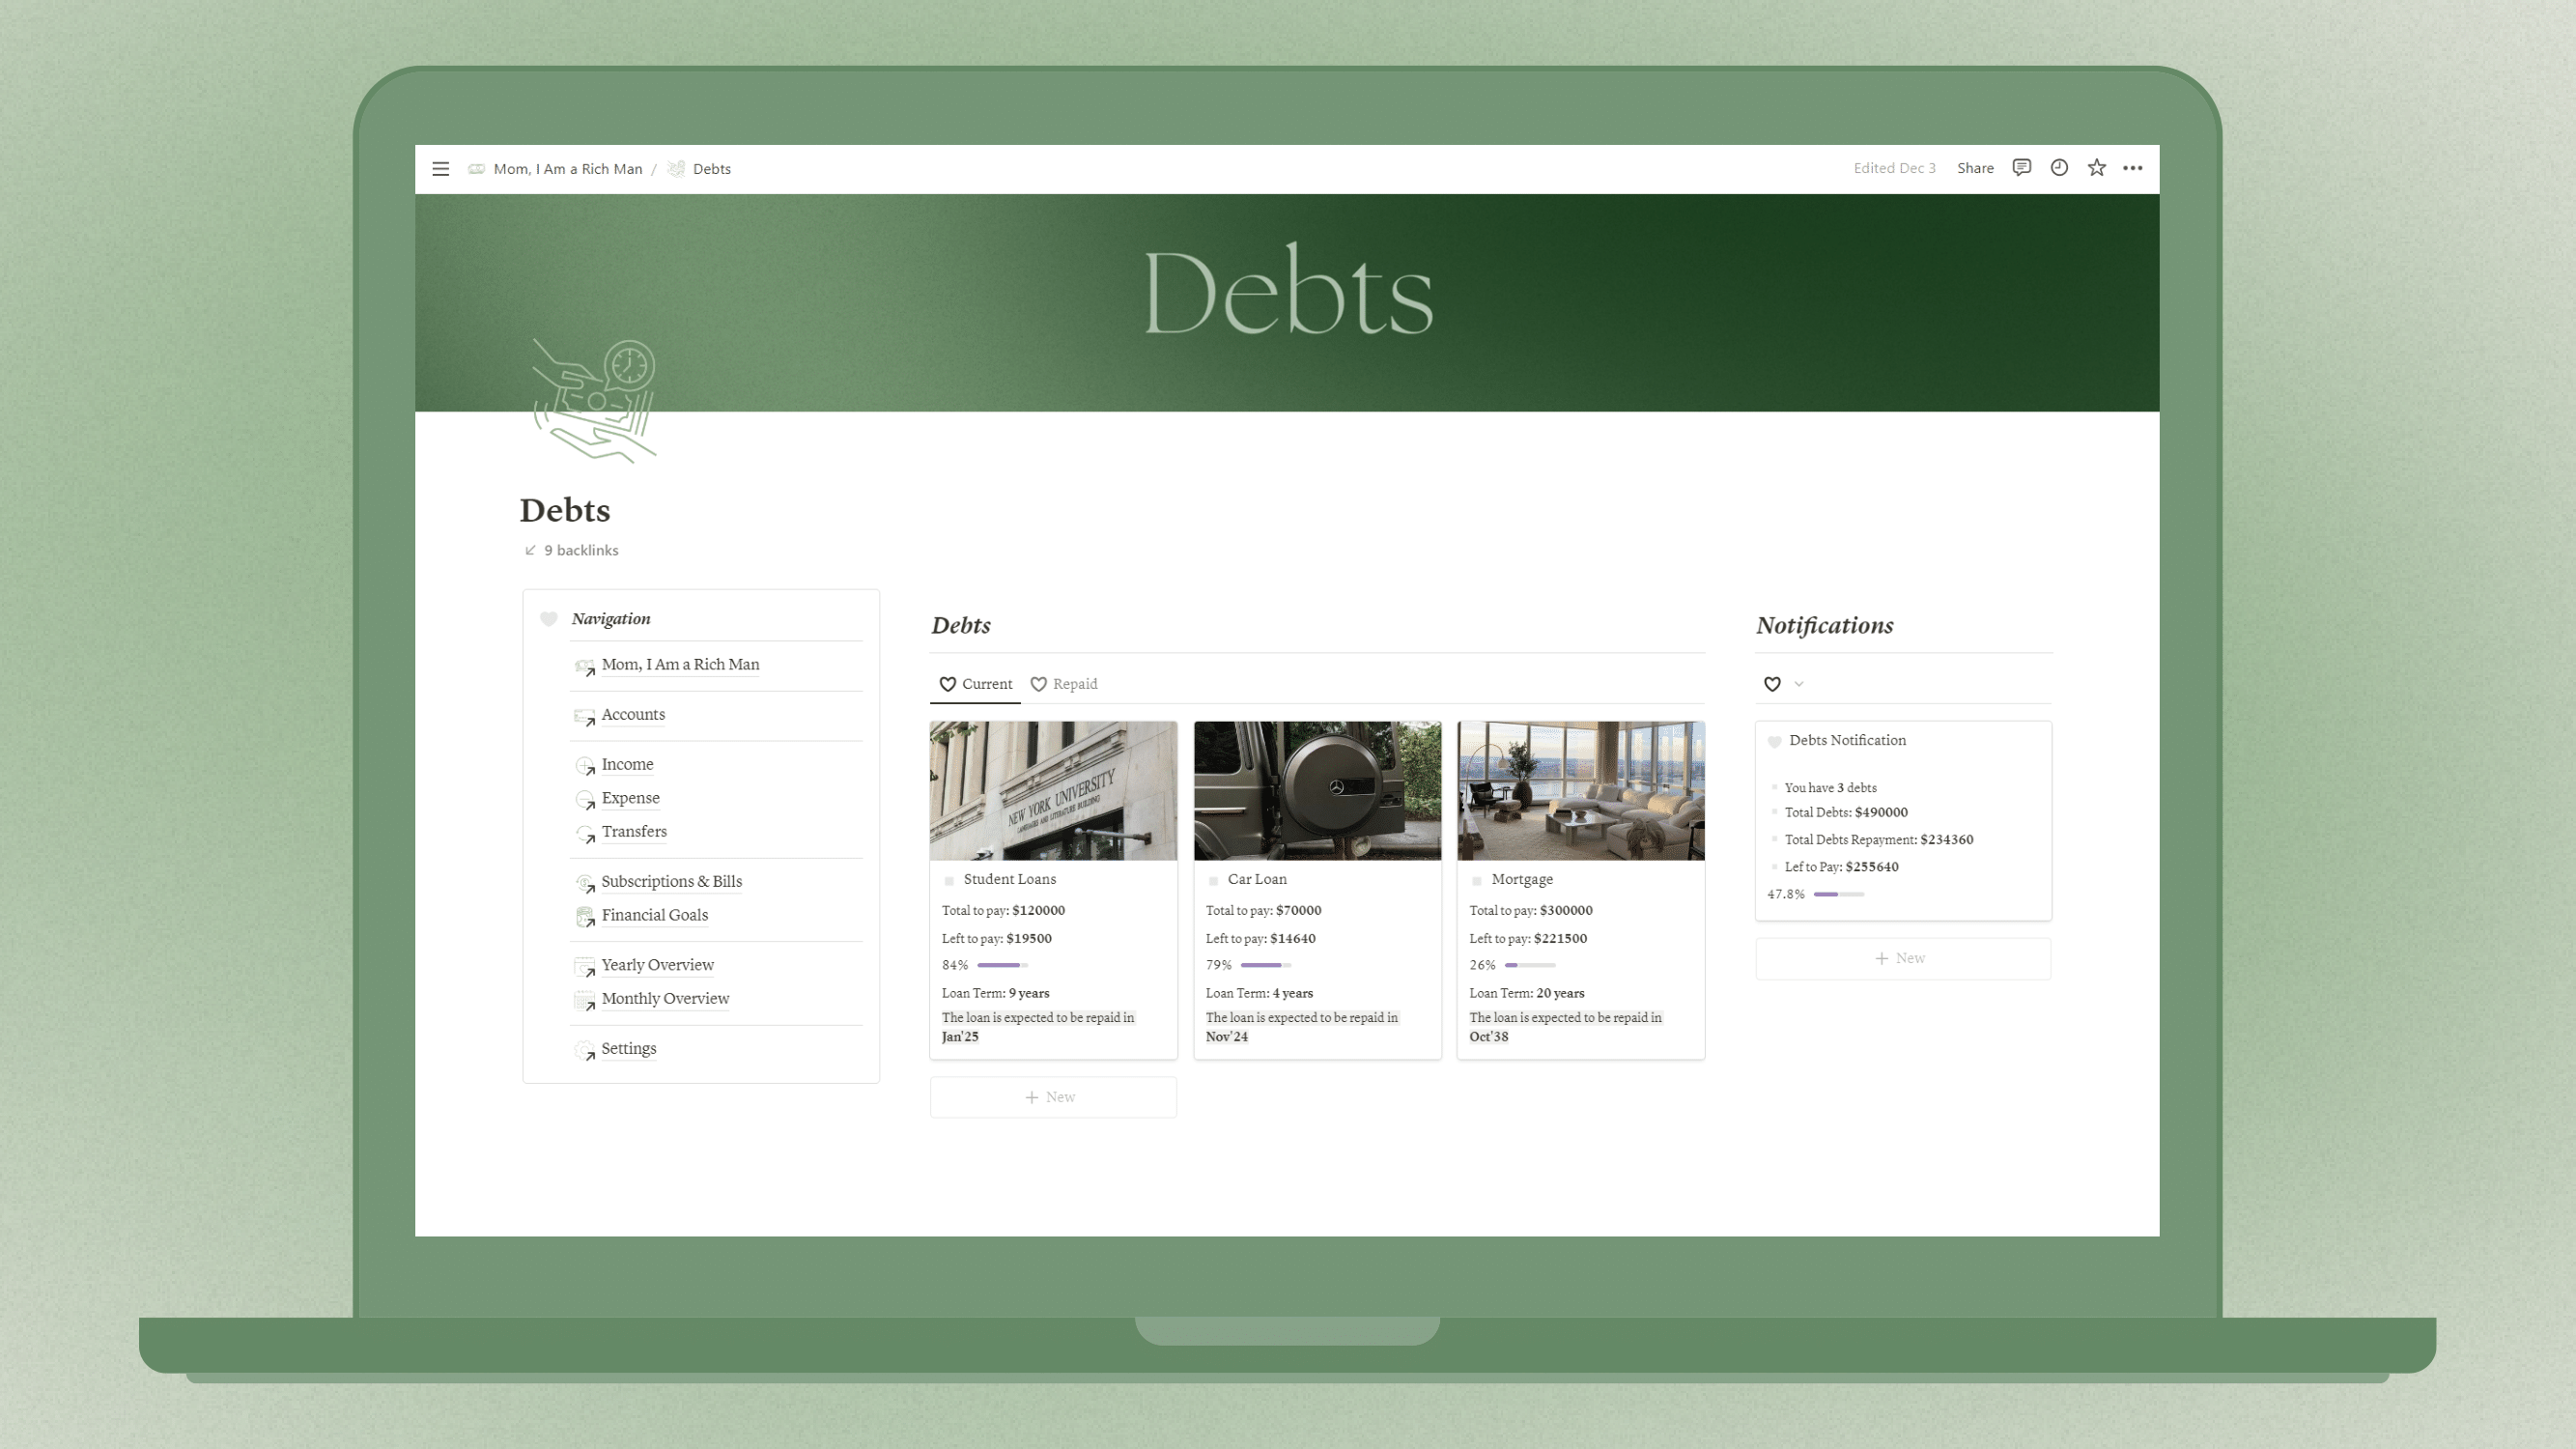 Mom, I Am a Rich Man / Debts
Edited Dec 3 Share
Debts
Debts
9 backlinks
Navigation
Mom, I Am a Rich Man
Accounts
Income
Expense
Transfers
Subscriptions & Bills
Financial Goals
Yearly Overview
Monthly Overview
Settings
Debts
Current Repaid
NEW YORK UNIVERSITY
LANGUAGES AND LITERATURE BUILDING
Student Loans
Total to pay: $120000
Left to pay: $19500
84%
Loan Term: 9 years
The loan is expected to be repaid in
Jan'25
Car Loan
Total to pay: $70000
Left to pay: $14640
79%
Loan Term: 4 years
The loan is expected to be repaid in
Nov'24
Mortgage
Total to pay: $300000
Left to pay: $221500
26%
Loan Term: 20 years
The loan is expected to be repaid in
Oct'38
+ New
Notifications
Debts Notification
You have 3 debts
Total Debts: $490000
Total Debts Repayment: $234360
Lef to Pay: $255640
47.8%
+ New